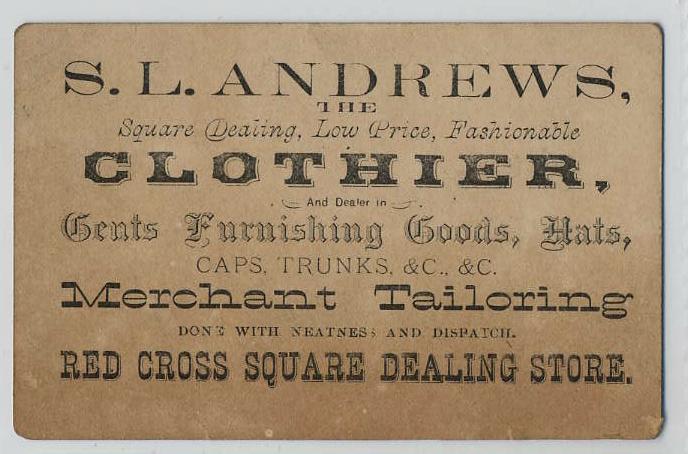 S. L. ANDREWS,
THE
Square Dealing, Low Price, Fashionable
CLOTHIER,
And Dealer in
Gents Furnishing Goods, Hats,
CAPS, TRUNKS, &C., &C.
Merchant Tailoring
DONE WITH NEATNESS AND DISPATCH.
RED CROSS SQUARE DEALING STORE.